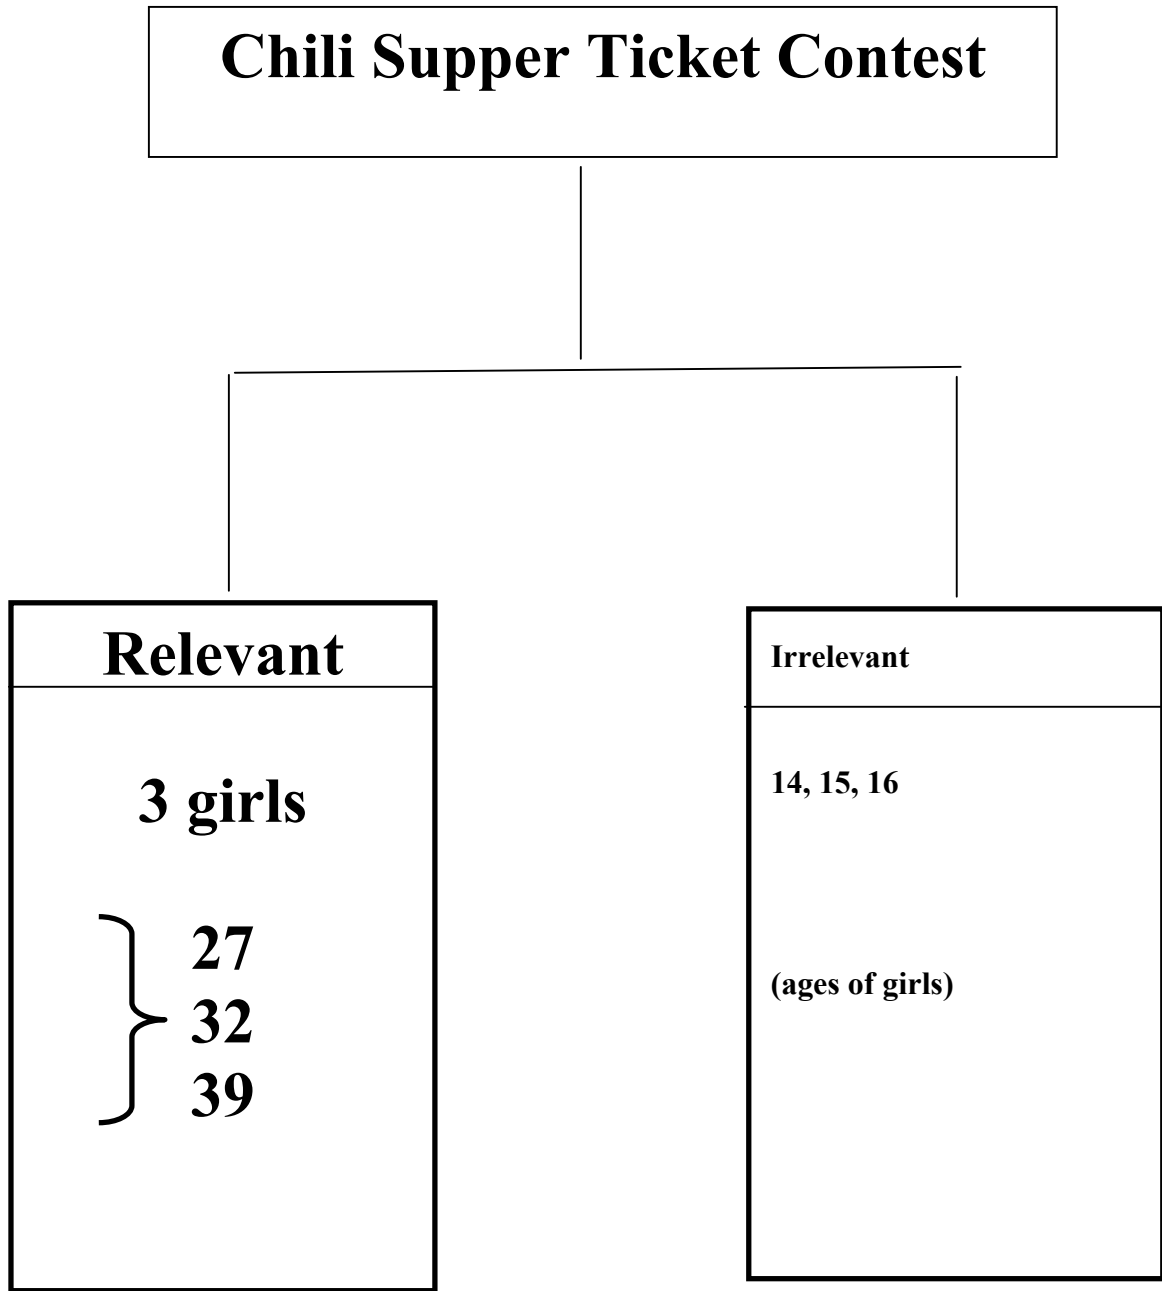 Chili Supper Ticket Contest
Relevant
3 girls
27
32
39
Irrelevant
14, 15, 16
(ages of girls)